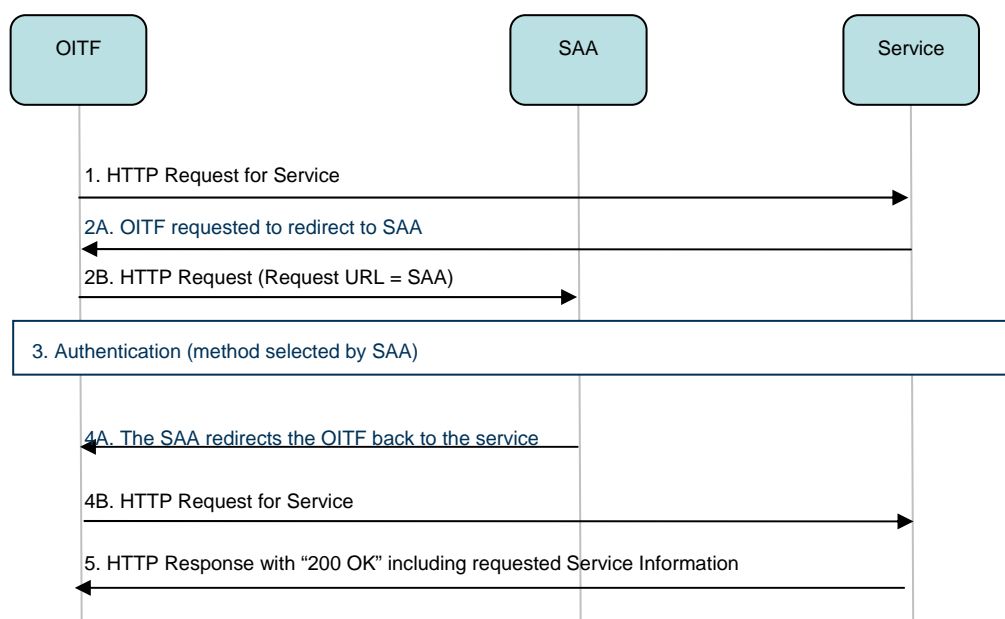 OITF
SAA
Service
1. HTTP Request for Service
2A. OITF requested to redirect to SAA
2B. HTTP Request (Request URL = SAA)
3. Authentication (method selected by SAA)
4A. The SAA redirects the OITF back to the service
4B. HTTP Request for Service
5. HTTP Response with “200 OK” including requested Service Information